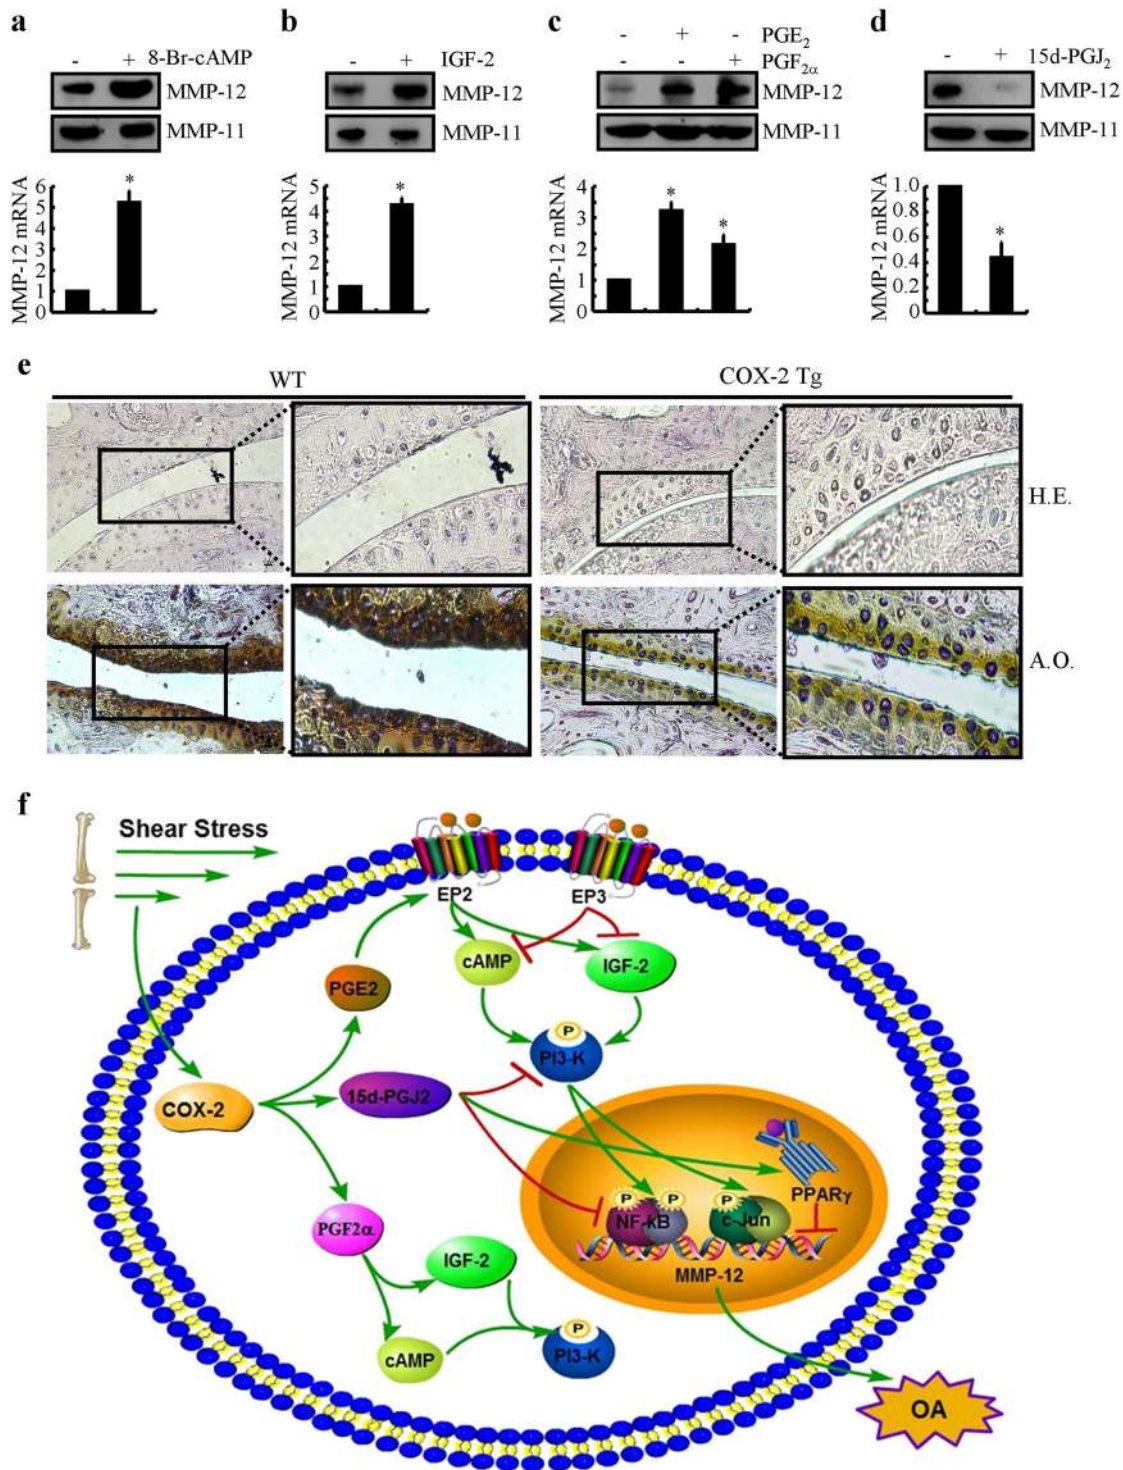 a
- + 8-Br-cAMP
MMP-12
MMP-11
MMP-12 mRNA
6
5
4
3
2
1
0
*
b
- + IGF-2
MMP-12
MMP-11
MMP-12 mRNA
5
4
3
2
1
0
*
c
- + - PGE2
- - + PGF2α
MMP-12
MMP-11
MMP-12 mRNA
4
3
2
1
0
*
*
d
- + 15d-PGJ2
MMP-12
MMP-11
MMP-12 mRNA
1.0
0.8
0.6
0.4
0.2
0
*
e
WT
COX-2 Tg
H.E.
A.O.
f
Shear Stress
EP2
EP3
cAMP
IGF-2
PGE2
P
PI3-K
COX-2
15d-PGJ2
PPARγ
P
P
P
NF-kB
c-Jun
MMP-12
PGF2α
IGF-2
cAMP
P
PI3-K
OA